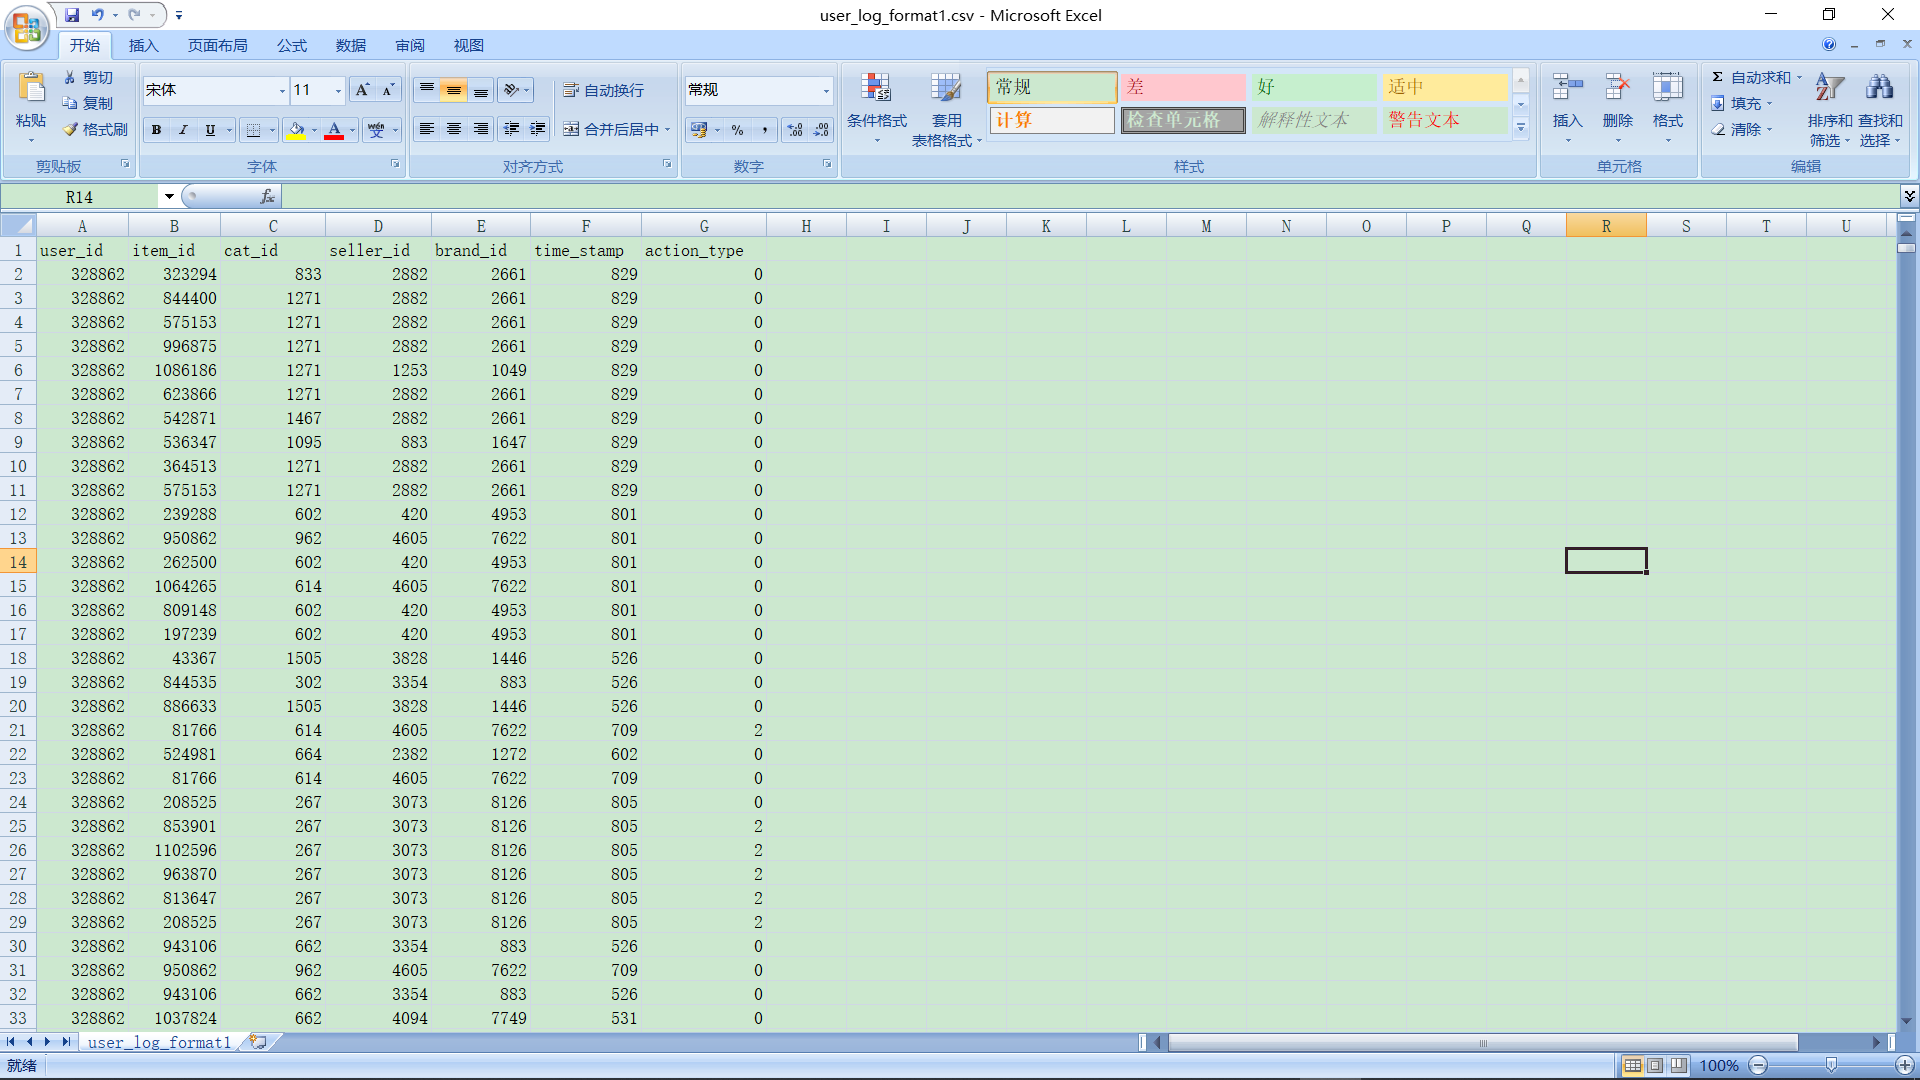 user_log_format1.csv - Microsoft Excel
开始 插入 页面布局 公式 数据 审阅 视图
粘贴 剪切 复制 格式刷 剪贴板
宋体 11 B I U 字体
自动换行 合并后居中 对齐方式
常规 % , 数字
条件格式 套用 表格格式
常规 差 好 适中
计算 检查单元格 解释性文本 警告文本
样式
插入 删除 格式 单元格
Σ 自动求和 填充 清除 排序和 筛选 查找和 选择 编辑
R14 fx
A B C D E F G H I J K L M N O P Q R S T U
1 user_id item_id cat_id seller_id brand_id time_stamp action_type
2 328862 323294 833 2882 2661 829 0
3 328862 844400 1271 2882 2661 829 0
4 328862 575153 1271 2882 2661 829 0
5 328862 996875 1271 2882 2661 829 0
6 328862 1086186 1271 1253 1049 829 0
7 328862 623866 1271 2882 2661 829 0
8 328862 542871 1467 2882 2661 829 0
9 328862 536347 1095 883 1647 829 0
10 328862 364513 1271 2882 2661 829 0
11 328862 575153 1271 2882 2661 829 0
12 328862 239288 602 420 4953 801 0
13 328862 950862 962 4605 7622 801 0
14 328862 262500 602 420 4953 801 0
15 328862 1064265 614 4605 7622 801 0
16 328862 809148 602 420 4953 801 0
17 328862 197239 602 420 4953 801 0
18 328862 43367 1505 3828 1446 526 0
19 328862 844535 302 3354 883 526 0
20 328862 886633 1505 3828 1446 526 0
21 328862 81766 614 4605 7622 709 2
22 328862 524981 664 2382 1272 602 0
23 328862 81766 614 4605 7622 709 0
24 328862 208525 267 3073 8126 805 0
25 328862 853901 267 3073 8126 805 2
26 328862 1102596 267 3073 8126 805 2
27 328862 963870 267 3073 8126 805 2
28 328862 813647 267 3073 8126 805 2
29 328862 208525 267 3073 8126 805 2
30 328862 943106 662 3354 883 526 0
31 328862 950862 962 4605 7622 709 0
32 328862 943106 662 3354 883 526 0
33 328862 1037824 662 4094 7749 531 0
user_log_format1
就绪 100%